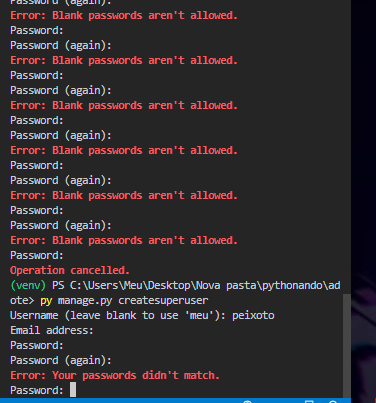 Password (again):
Error: Blank passwords aren't allowed.
Password:
Password (again):
Error: Blank passwords aren't allowed.
Password:
Password (again):
Error: Blank passwords aren't allowed.
Password:
Password (again):
Error: Blank passwords aren't allowed.
Password:
Password (again):
Error: Blank passwords aren't allowed.
Password:
Password (again):
Error: Blank passwords aren't allowed.
Password:
Operation cancelled.
(venv) PS C:\Users\Meu\Desktop\Nova pasta\pythonando\ad
ote> py manage.py createsuperuser
Username (leave blank to use 'meu'): peixoto
Email address:
Password:
Password (again):
Error: Your passwords didn't match.
Password: